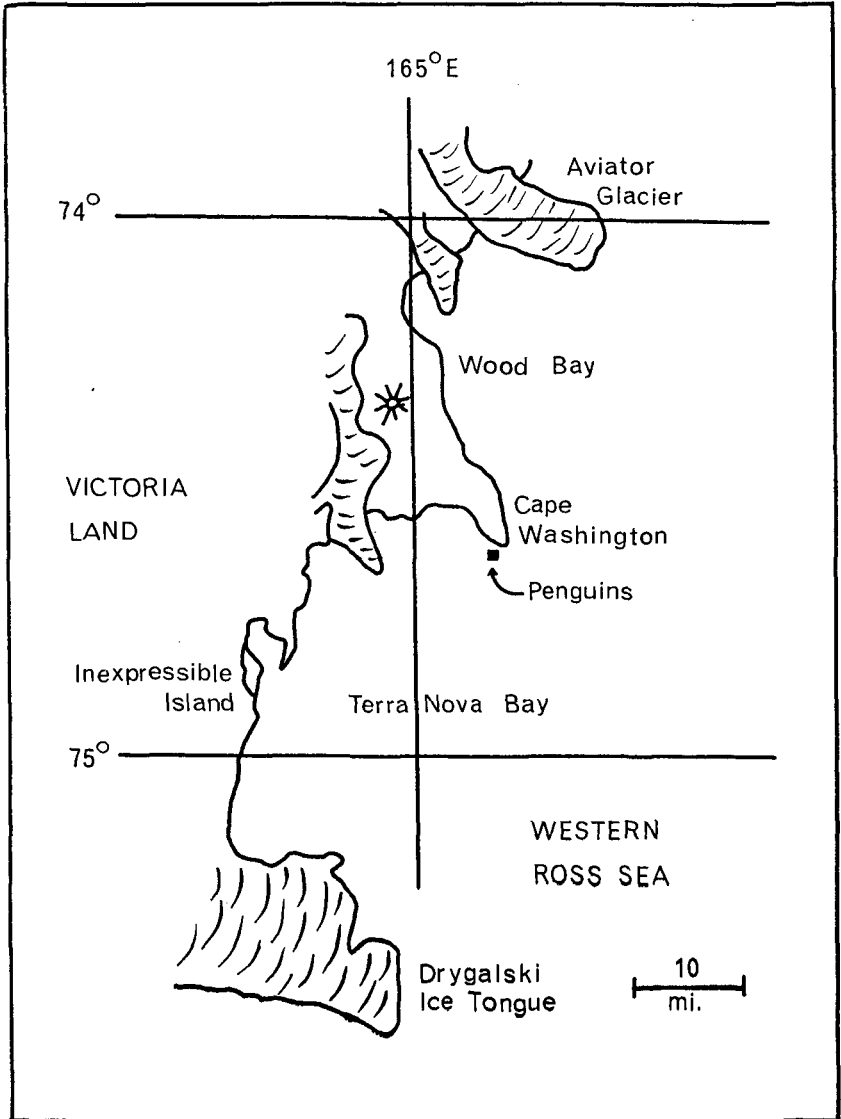 165°E
Aviator
Glacier
74°
Wood Bay
VICTORIA
LAND
Cape
Washington
Penguins
Inexpressible
Island
Terra Nova Bay
75°
WESTERN
ROSS SEA
Drygalski
Ice Tongue
10
mi.